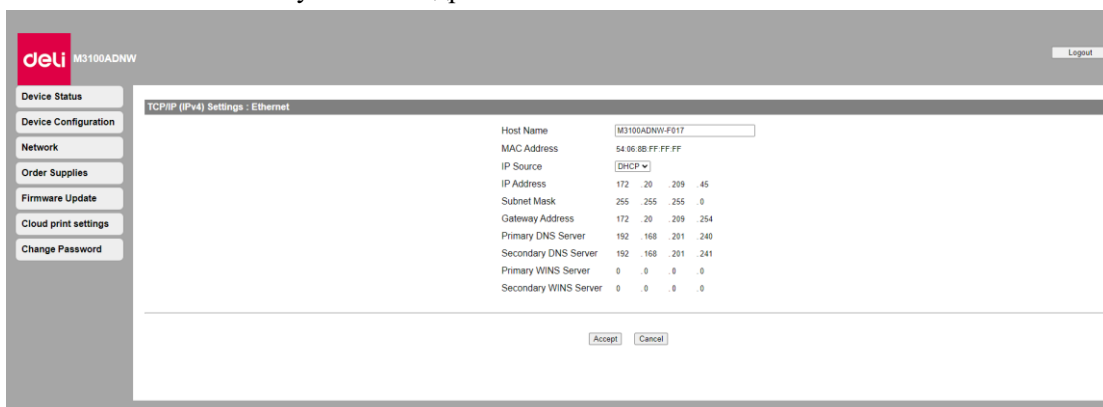 deli M3100ADNW
Logout
Device Status
Device Configuration
Network
Order Supplies
Firmware Update
Cloud print settings
Change Password
TCP/IP (IPv4) Settings : Ethernet
Host Name M3100ADNW-F017
MAC Address 54:06:8B:FF:FF:FF
IP Source DHCP
IP Address 172 .20 .209 .45
Subnet Mask 255 .255 .255 .0
Gateway Address 172 .20 .209 .254
Primary DNS Server 192 .168 .201 .240
Secondary DNS Server 192 .168 .201 .241
Primary WINS Server 0 .0 .0 .0
Secondary WINS Server 0 .0 .0 .0
Accept Cancel